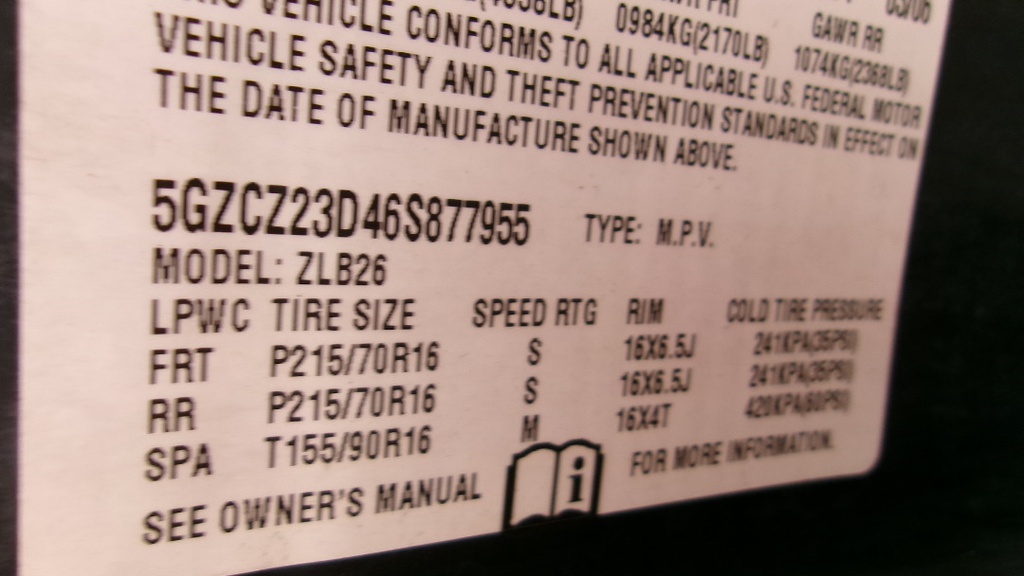 GAWR RR
0984KG(2170LB) 1074KG(2368LB)
VEHICLE CONFORMS TO ALL APPLICABLE U.S. FEDERAL MOTOR
VEHICLE SAFETY AND THEFT PREVENTION STANDARDS IN EFFECT ON
THE DATE OF MANUFACTURE SHOWN ABOVE.
5GZCZ23D46S877955 TYPE: M.P.V.
MODEL: ZLB26
LPWC TIRE SIZE SPEED RTG RIM COLD TIRE PRESSURE
FRT P215/70R16 S 16X6.5J 241KPA(35PSI)
RR P215/70R16 S 16X6.5J 241KPA(35PSI)
SPA T155/90R16 M 16X4T 420KPA(60PSI)
SEE OWNER'S MANUAL i FOR MORE INFORMATION.